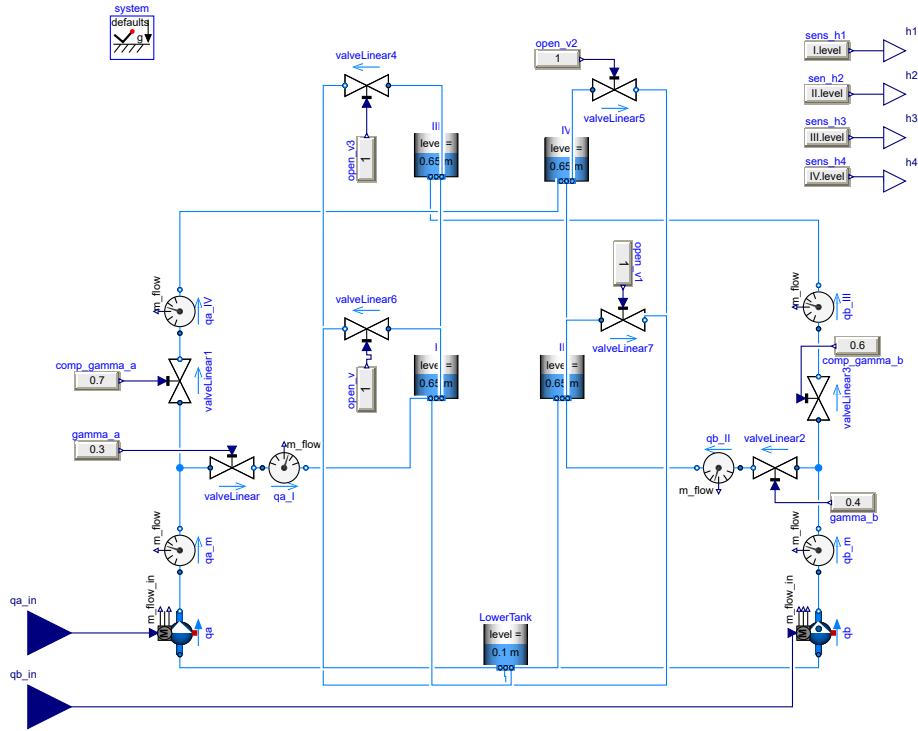 system
defaults
g
valveLinear4
open_v2
1
valveLinear5
sens_h1
I.level
h1
sen_h2
II.level
h2
sens_h3
III.level
h3
sens_h4
IV.level
h4
open_v3
1
III
level =
0.65 m
IV
level =
0.65 m
m_flow
qa_IV
open_v1
1
m_flow
qb_III
valveLinear6
valveLinear7
comp_gamma_a
0.7
valveLinear1
open_v
1
I
level =
0.65 m
II
level =
0.65 m
0.6
comp_gamma_b
valveLinear3
gamma_a
0.3
valveLinear
m_flow
qa_I
qb_II
m_flow
valveLinear2
0.4
gamma_b
m_flow
qa_m
m_flow
qb_m
m_flow_in
M
qa
m_flow_in
M
qb
LowerTank
level =
0.1 m
qa_in
qb_in